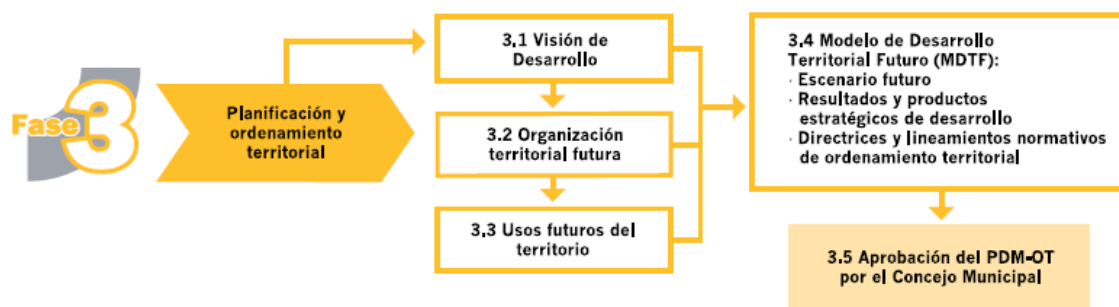 Fase 3
Planificación y
ordenamiento
territorial
3.1 Visión de
Desarrollo
3.2 Organización
territorial futura
3.3 Usos futuros del
territorio
3.4 Modelo de Desarrollo
Territorial Futuro (MDTF):
· Escenario futuro
· Resultados y productos
estratégicos de desarrollo
· Directrices y lineamientos normativos
de ordenamiento territorial
3.5 Aprobación del PDM-OT
por el Concejo Municipal